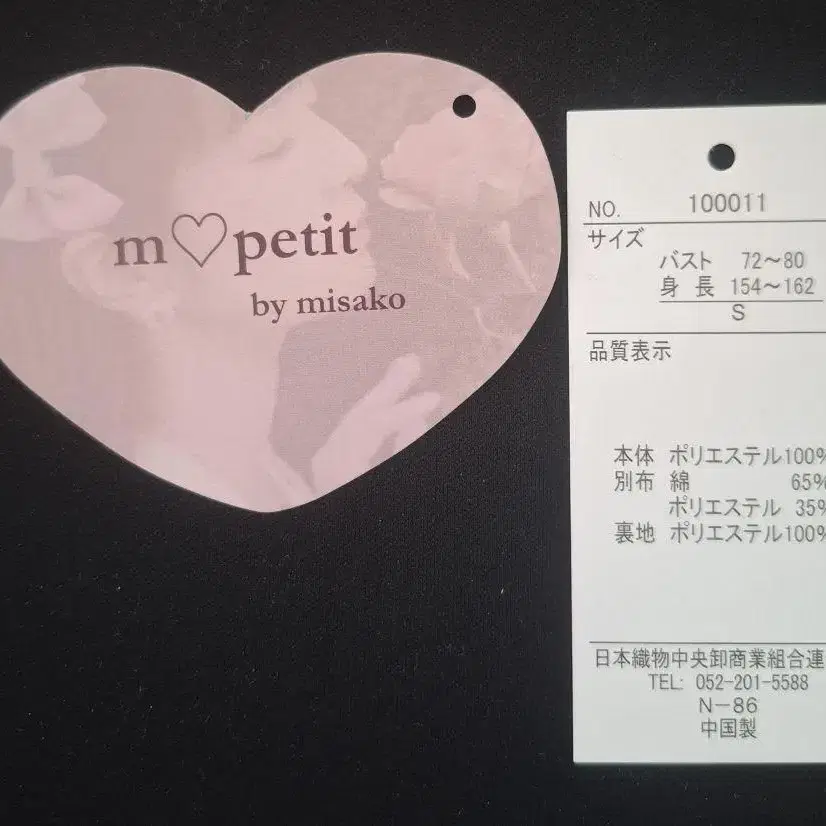 m♡petit
by misako
NO. 100011
サイズ
バスト 72～80
身長 154～162
S
品質表示
本体 ポリエステル100%
別布 綿 65%
ポリエステル 35%
裏地 ポリエステル100%
日本織物中央卸商業組合連
TEL: 052-201-5588
N-86
中国製